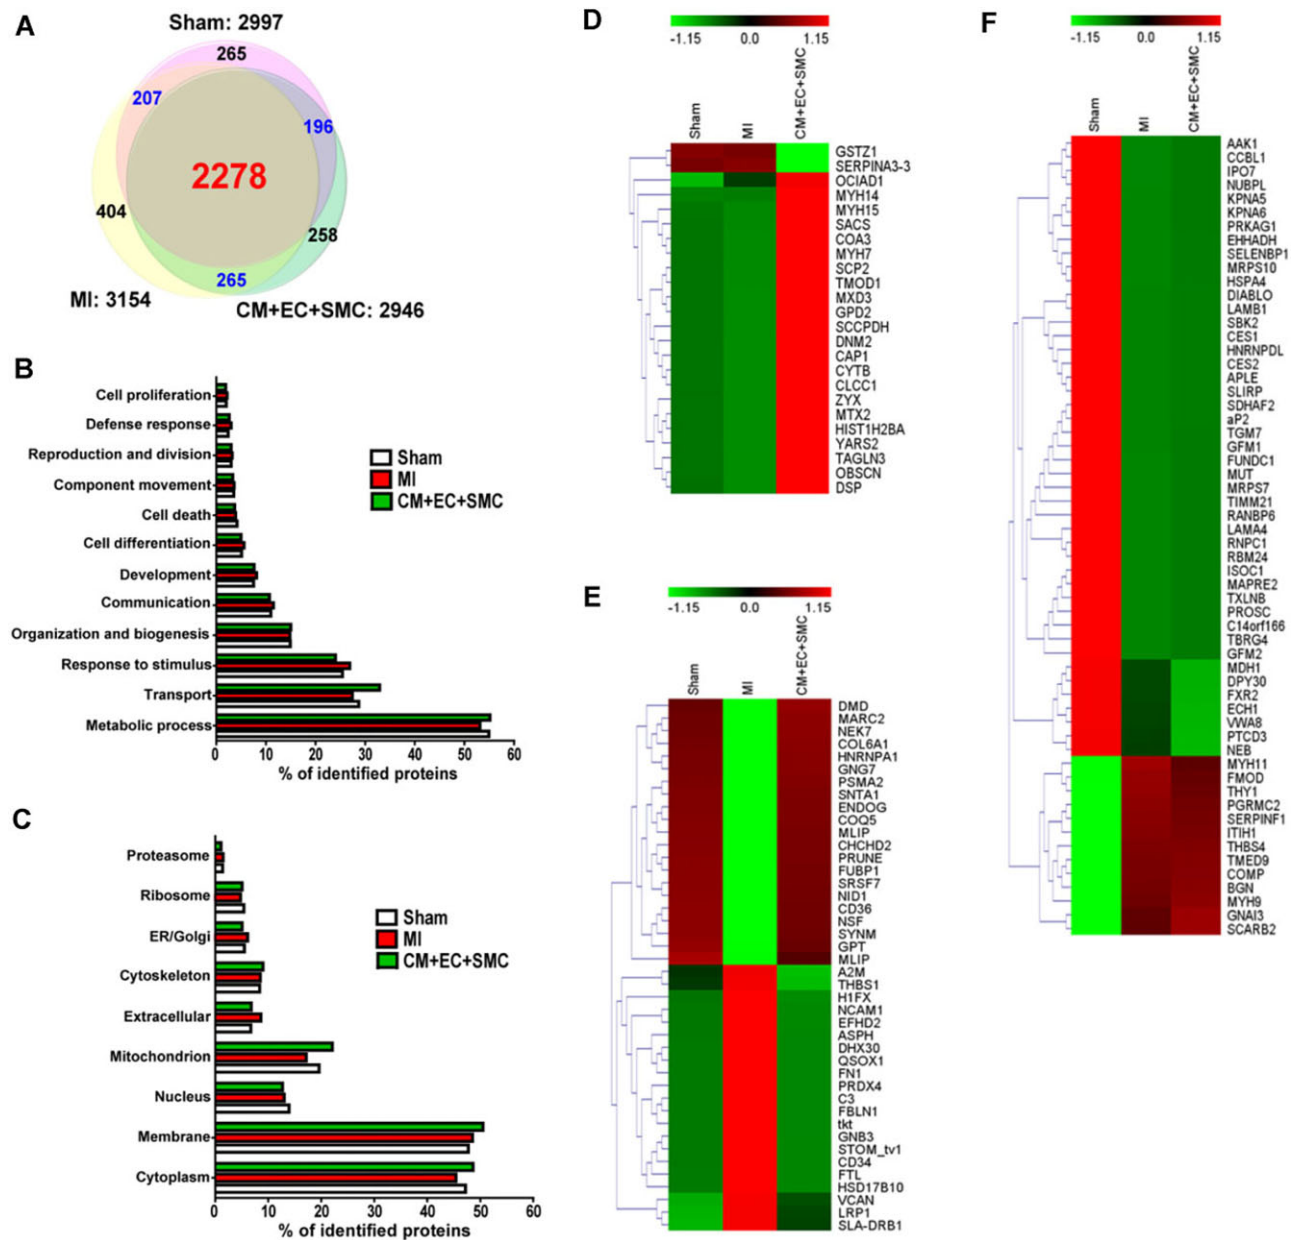 A
Sham: 2997
265
207
196
2278
404
258
265
MI: 3154
CM+EC+SMC: 2946
B
Cell proliferation
Defense response
Reproduction and division
Component movement
Cell death
Cell differentiation
Development
Communication
Organization and biogenesis
Response to stimulus
Transport
Metabolic process
Sham
MI
CM+EC+SMC
0 10 20 30 40 50 60
% of identified proteins
C
Proteasome
Ribosome
ER/Golgi
Cytoskeleton
Extracellular
Mitochondrion
Nucleus
Membrane
Cytoplasm
Sham
MI
CM+EC+SMC
0 10 20 30 40 50 60
% of identified proteins
D
-1.15 0.0 1.15
Sham
MI
CM+EC+SMC
GSTZ1
SERPINA3-3
OCIAD1
MYH14
MYH15
SACS
COA3
MYH7
SCP2
TMOD1
MXD3
GPD2
SCCPDH
DNM2
CAP1
CYTB
CLCC1
ZYX
MTX2
HIST1H2BA
YARS2
TAGLN3
OBSCN
DSP
E
-1.15 0.0 1.15
Sham
MI
CM+EC+SMC
DMD
MARC2
NEK7
COL6A1
HNRNPA1
GNG7
PSMA2
SNTA1
ENDOG
COQ5
MLIP
CHCHD2
PRUNE
FUBP1
SRSF7
NID1
CD36
NSF
SYNM
GPT
MLIP
A2M
THBS1
H1FX
NCAM1
EFHD2
ASPH
DHX30
QSOX1
FN1
PRDX4
C3
FBLN1
tkt
GNB3
STOM_tv1
CD34
FTL
HSD17B10
VCAN
LRP1
SLA-DRB1
F
-1.15 0.0 1.15
Sham
MI
CM+EC+SMC
AAK1
CCBL1
IPO7
NUBPL
KPNA5
KPNA6
PRKAG1
EHHADH
SELENBP1
MRPS10
HSPA4
DIABLO
LAMB1
SBK2
CES1
HNRNPDL
CES2
APLE
SLIRP
SDHAF2
aP2
TGM7
GFM1
FUNDC1
MUT
MRPS7
TIMM21
RANBP6
LAMA4
RNPC1
RBM24
ISOC1
MAPRE2
TXLNB
PROSC
C14orf166
TBRG4
GFM2
MDH1
DPY30
FXR2
ECH1
VWA8
PTCD3
NEB
MYH11
FMOD
THY1
PGRMC2
SERPINF1
ITIH1
THBS4
TMED9
COMP
BGN
MYH9
GNAI3
SCARB2